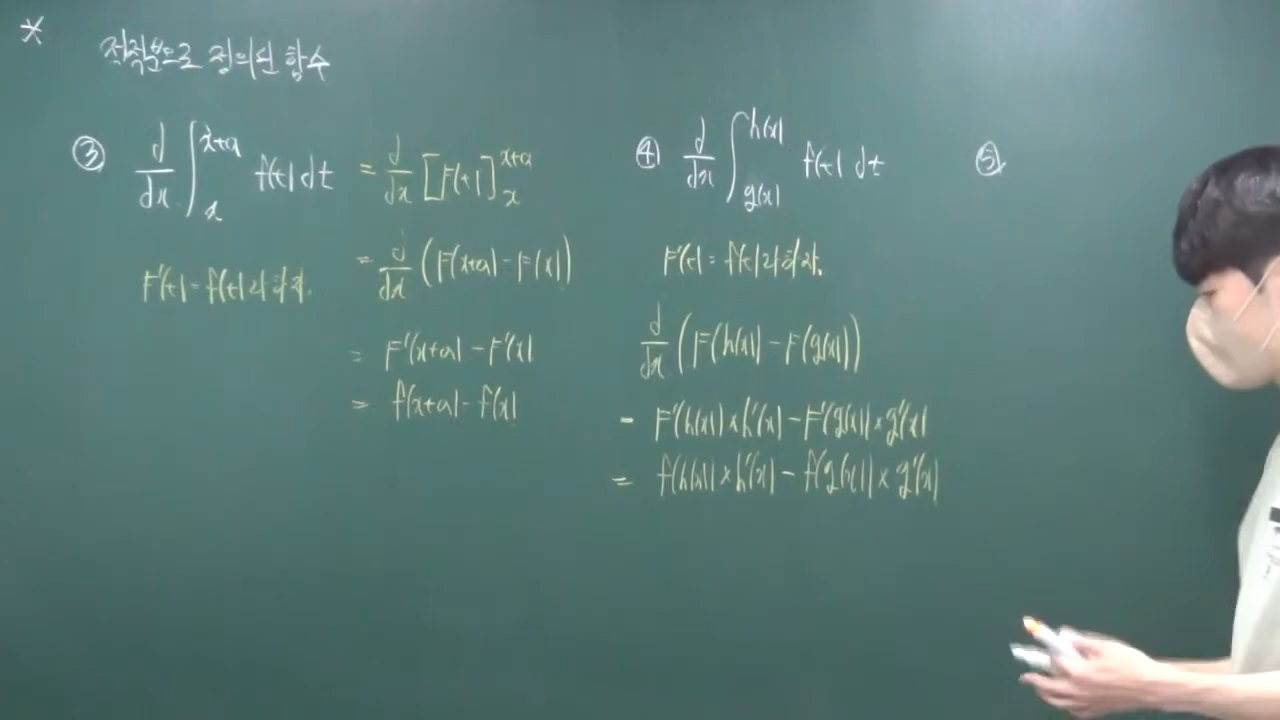 * 정적분으로 정의된 함수
③ d/dx ∫_x^{x+a} f(t) dt = d/dx [F(t)]_x^{x+a}
F'(t) = f(t)라 하자.
= d/dx (F(x+a) - F(x))
= F'(x+a) - F'(x)
= f(x+a) - f(x)
④ d/dx ∫_{g(x)}^{h(x)} f(t) dt
F'(t) = f(t)라 하자.
d/dx (F(h(x)) - F(g(x)))
= F'(h(x)) × h'(x) - F'(g(x)) × g'(x)
= f(h(x)) × h'(x) - f(g(x)) × g'(x)
⑤